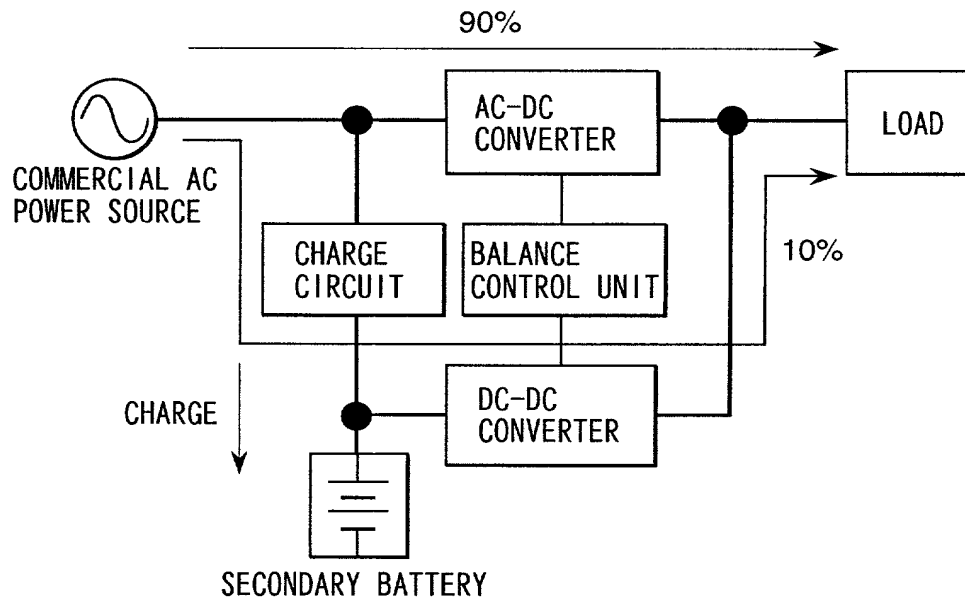 90%
AC-DC
CONVERTER
LOAD
COMMERCIAL AC
POWER SOURCE
CHARGE
CIRCUIT
BALANCE
CONTROL UNIT
10%
CHARGE
DC-DC
CONVERTER
SECONDARY BATTERY